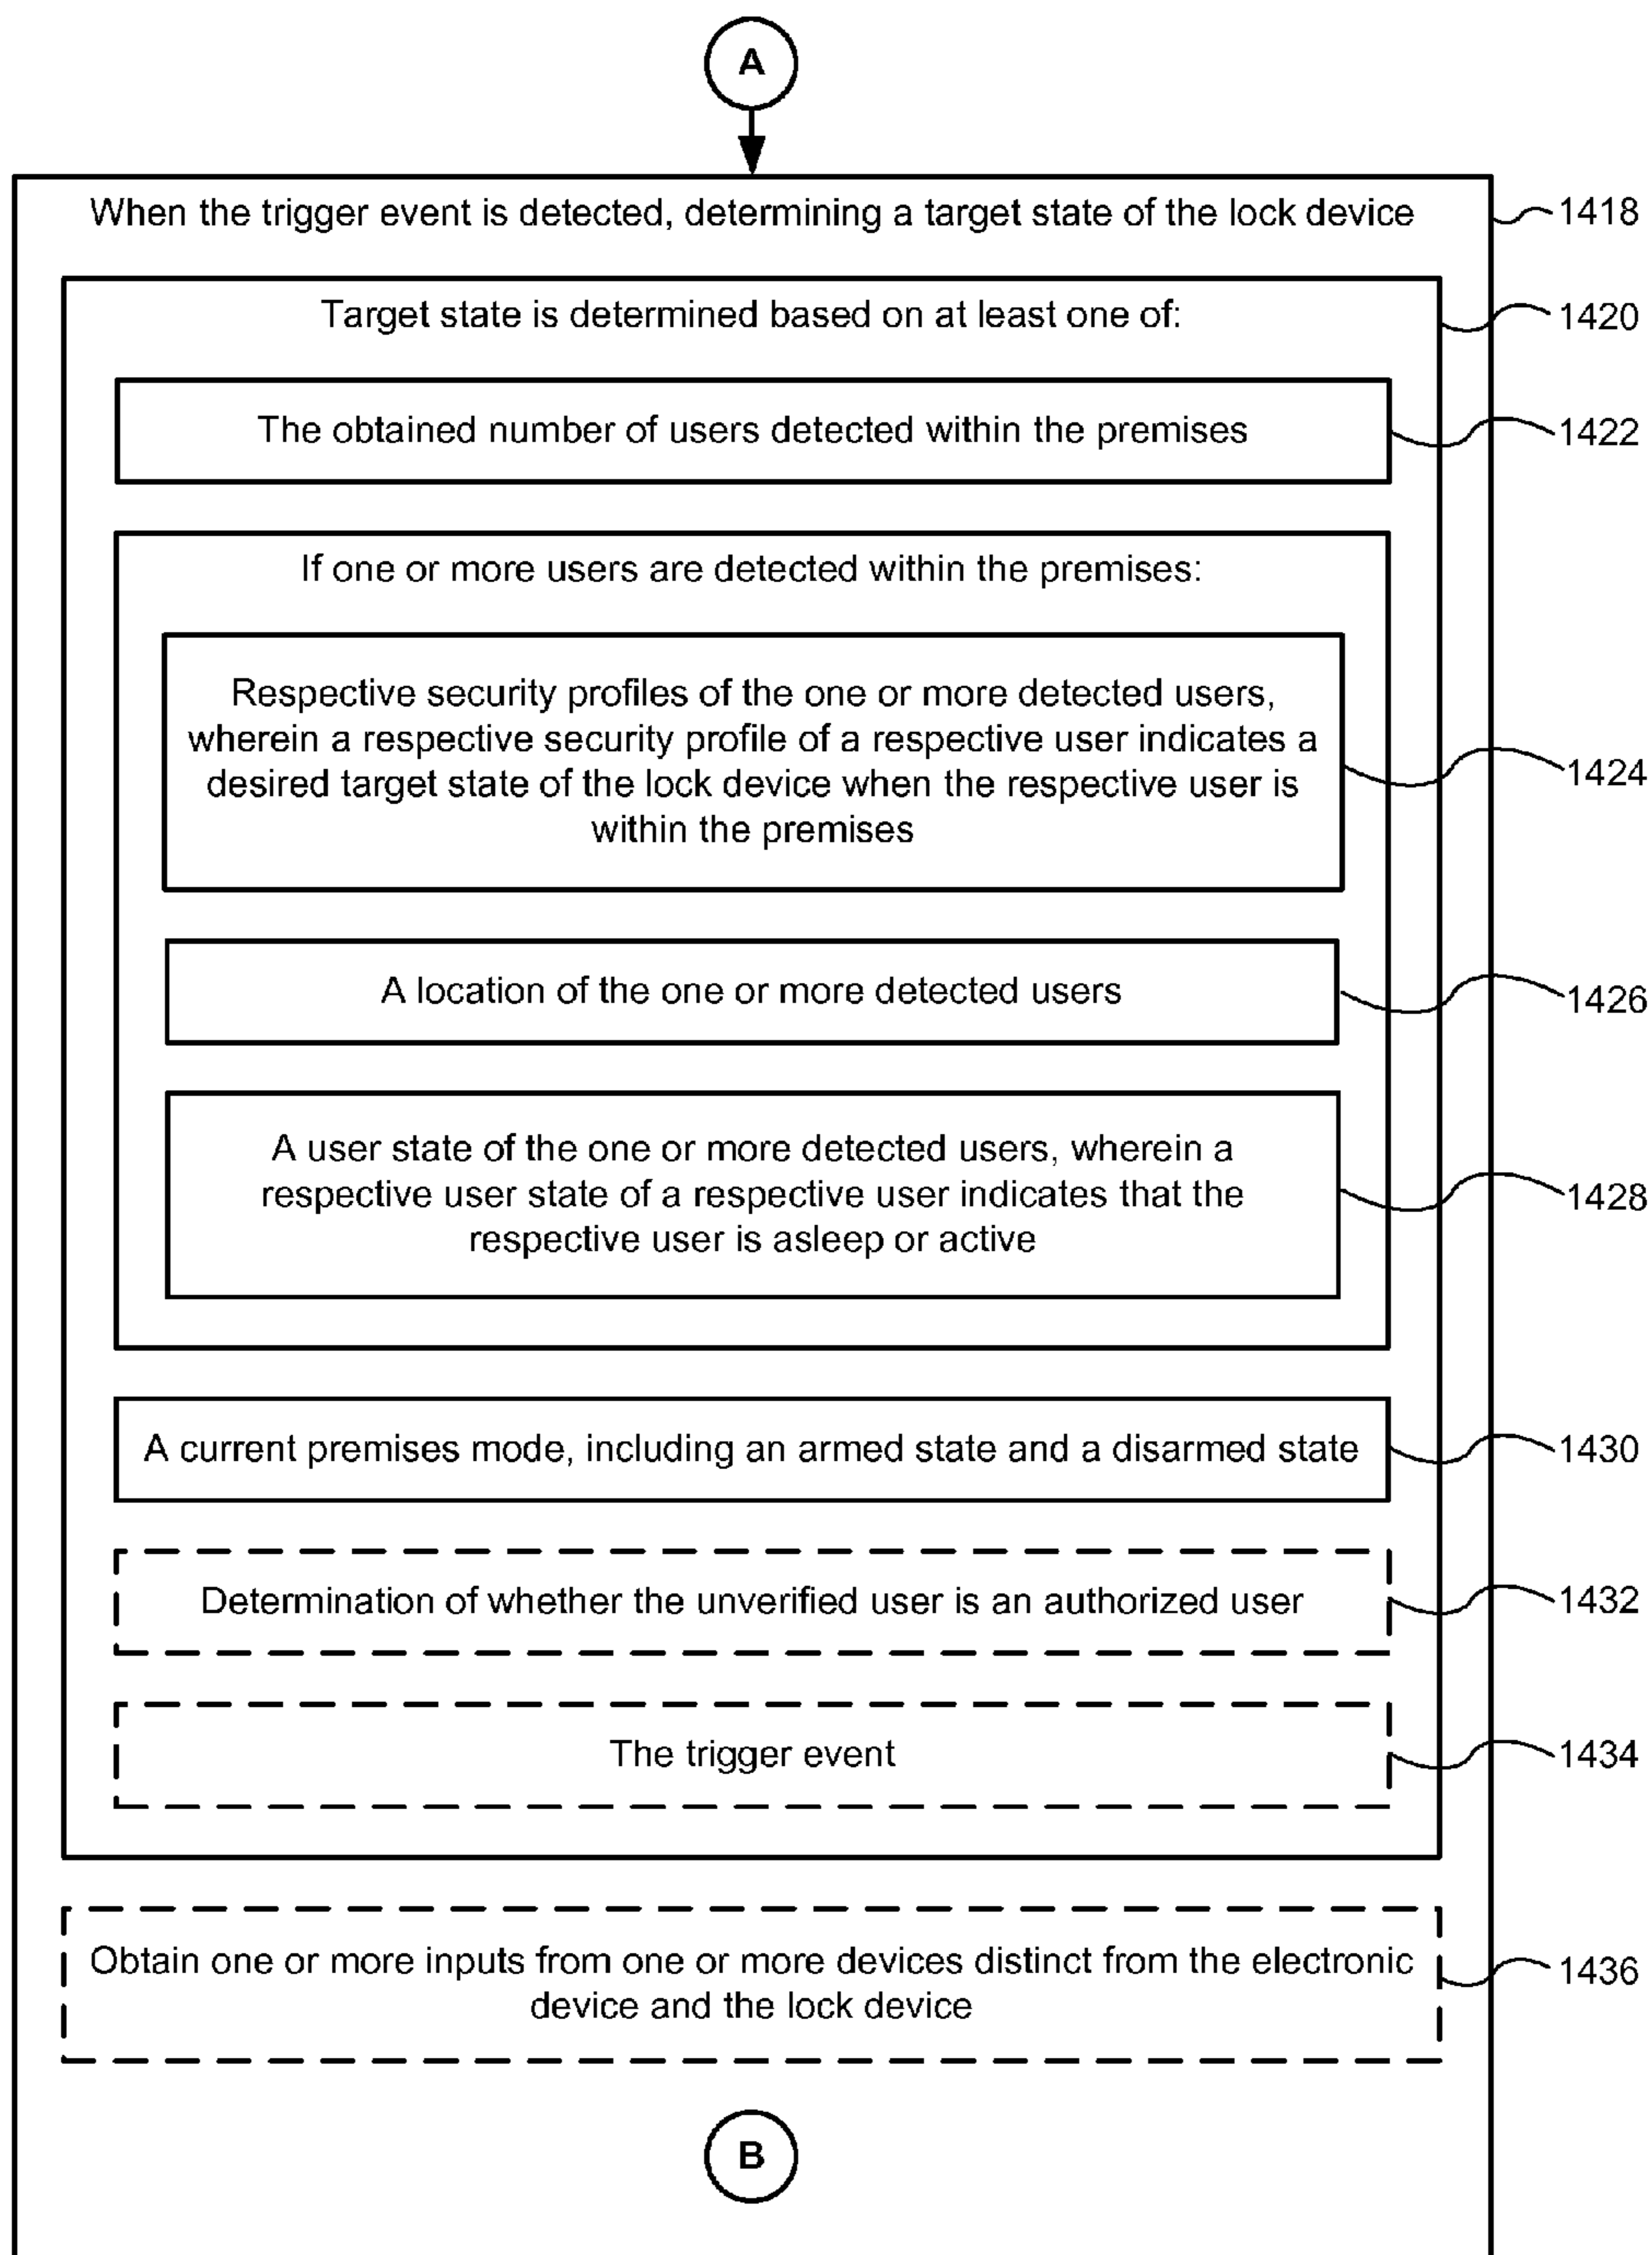 A
When the trigger event is detected, determining a target state of the lock device
1418
Target state is determined based on at least one of:
1420
The obtained number of users detected within the premises
1422
If one or more users are detected within the premises:
Respective security profiles of the one or more detected users,
wherein a respective security profile of a respective user indicates a
desired target state of the lock device when the respective user is
within the premises
1424
A location of the one or more detected users
1426
A user state of the one or more detected users, wherein a
respective user state of a respective user indicates that the
respective user is asleep or active
1428
A current premises mode, including an armed state and a disarmed state
1430
Determination of whether the unverified user is an authorized user
1432
The trigger event
1434
Obtain one or more inputs from one or more devices distinct from the electronic
device and the lock device
1436
B